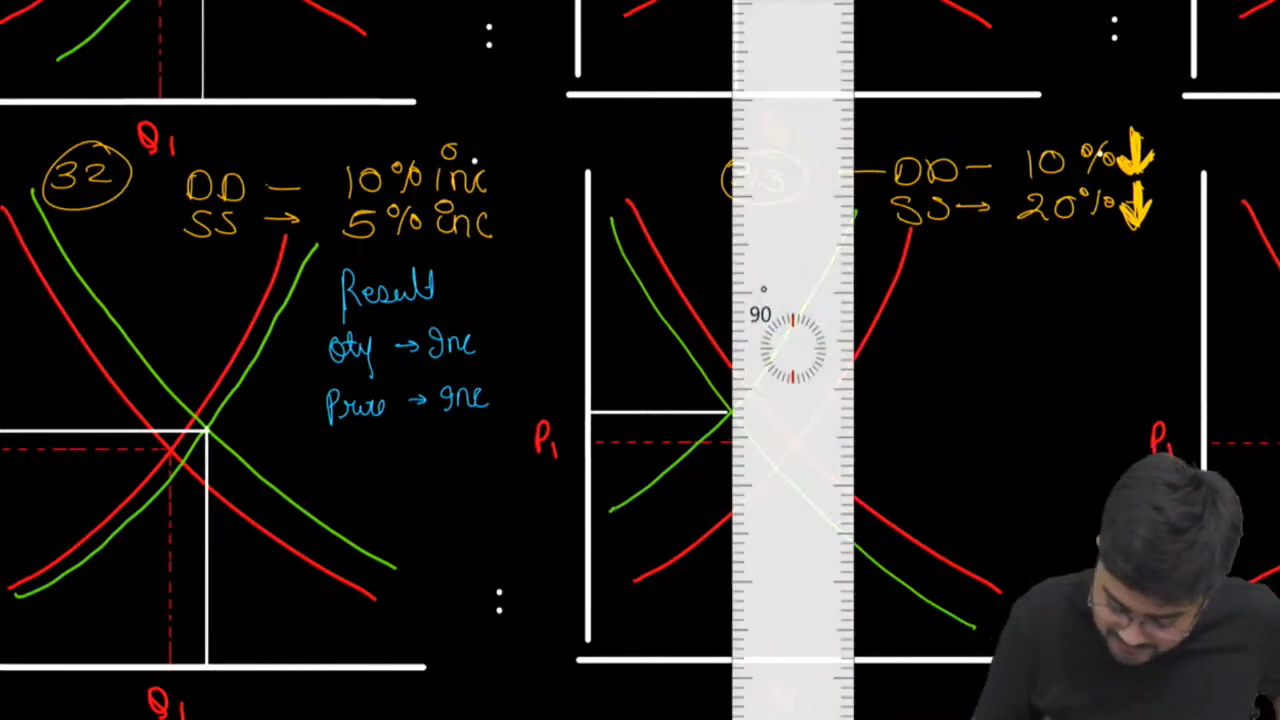 Q1
32
DD — 10% inc
SS → 5% inc
Result
Qty → Inc
Price → Inc
P1
Q1
33
— DD — 10% ↓
SS → 20% ↓
90°
P1